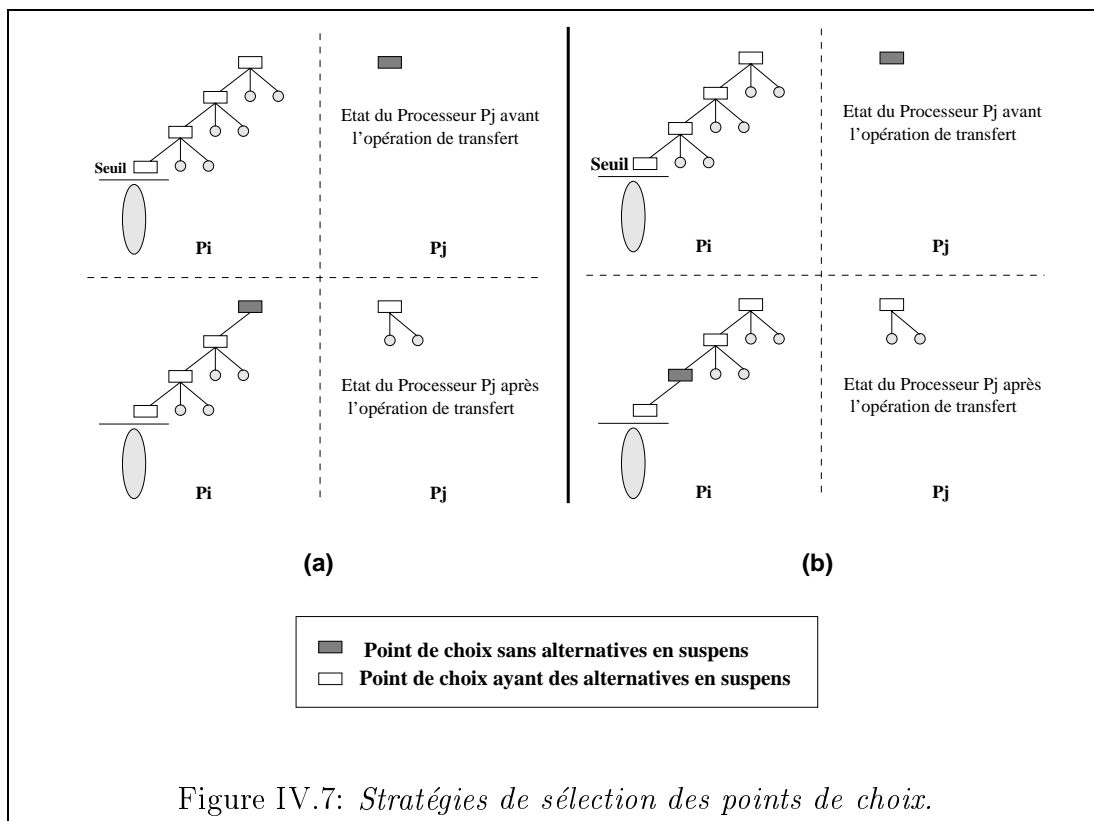 Etat du Processeur Pj avant
l'opération de transfert
Seuil
Pi
Pj
Etat du Processeur Pj après
l'opération de transfert
Pi
Pj
(a)
Etat du Processeur Pj avant
l'opération de transfert
Seuil
Pi
Pj
Etat du Processeur Pj après
l'opération de transfert
Pi
Pj
(b)
Point de choix sans alternatives en suspens
Point de choix ayant des alternatives en suspens
Figure IV.7: Stratégies de sélection des points de choix.